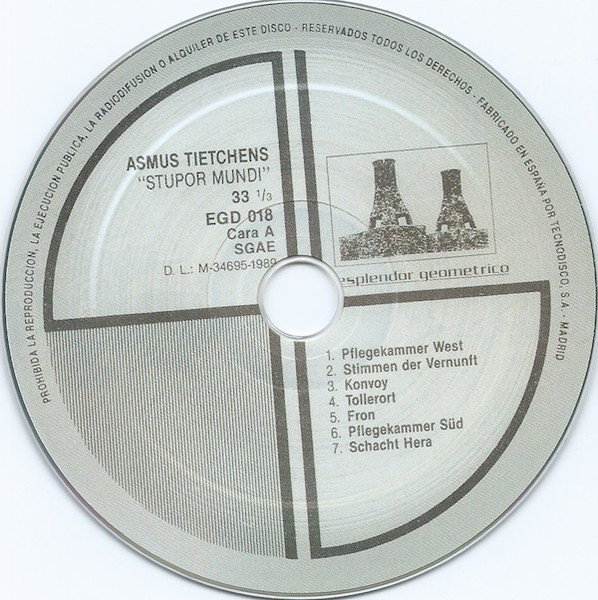 PROHIBIDA LA REPRODUCCION, LA EJECUCION PUBLICA, LA RADIODIFUSION O ALQUILER DE ESTE DISCO - RESERVADOS TODOS LOS DERECHOS - FABRICADO EN ESPAÑA POR TECNODISCO, S.A. - MADRID
ASMUS TIETCHENS
"STUPOR MUNDI"
33 1/3
EGD 018
Cara A
SGAE
D. L.: M-34695-1989
esplendor geometrico
1. Pflegekammer West
2. Stimmen der Vernunft
3. Konvoy
4. Tollerort
5. Fron
6. Pflegekammer Süd
7. Schacht Hera